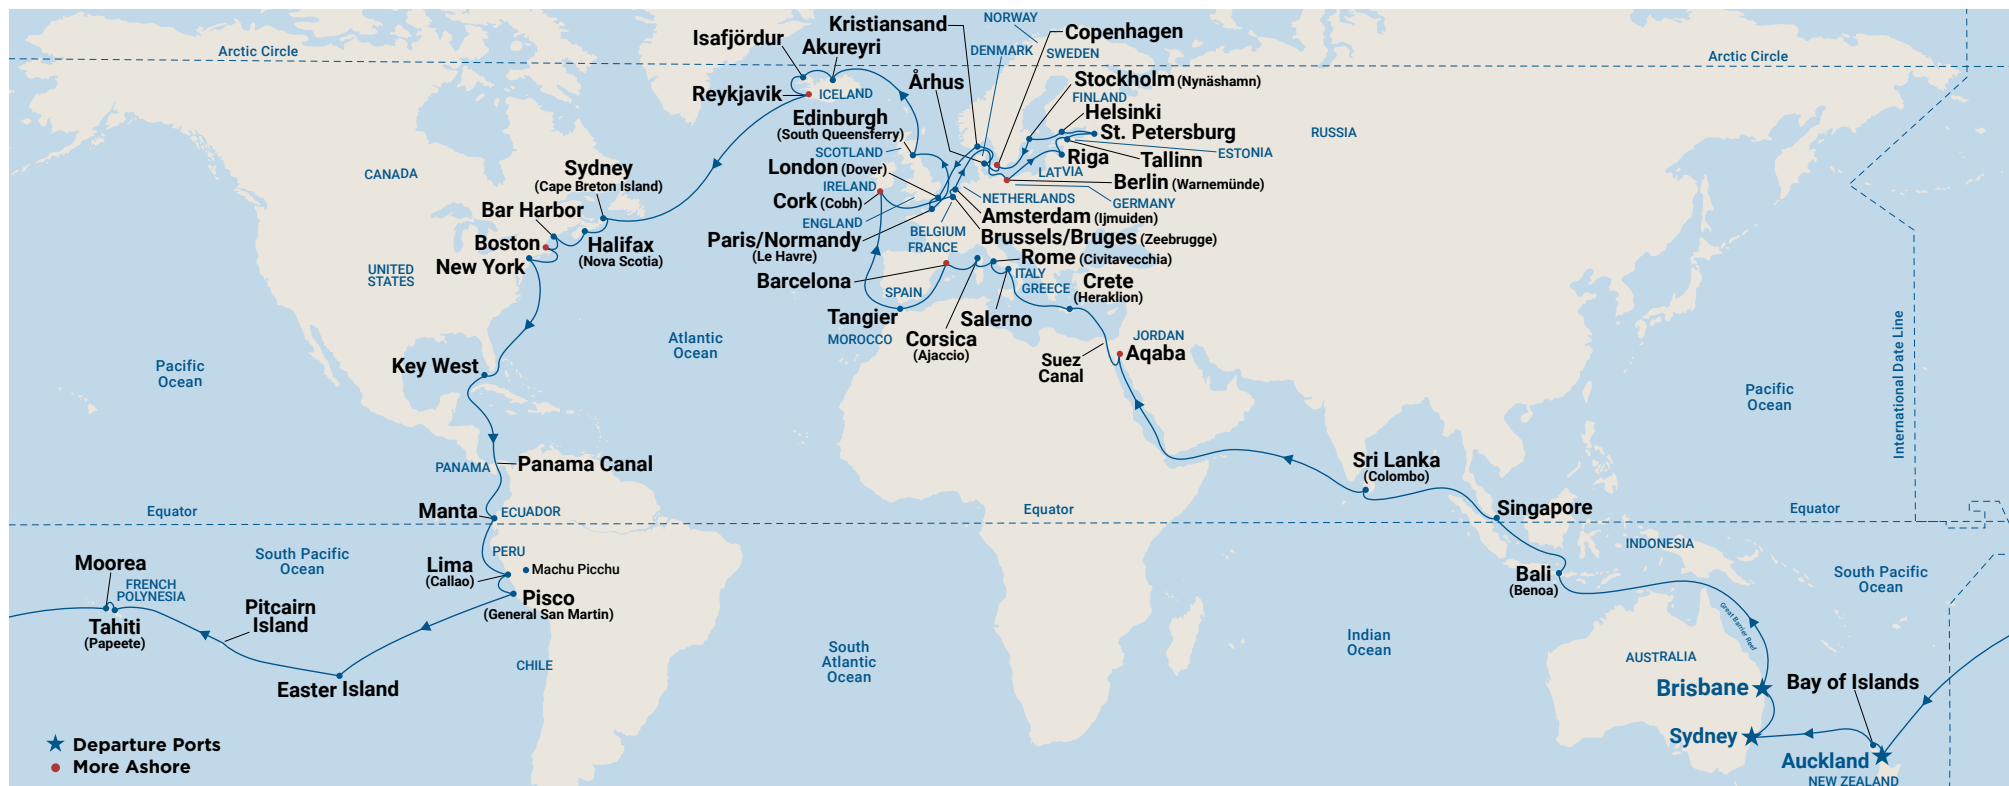 Arctic Circle
Arctic Circle
Isafjördur
Akureyri
Kristiansand
NORWAY
Copenhagen
DENMARK
SWEDEN
Reykjavik
ICELAND
Århus
Stockholm (Nynäshamn)
FINLAND
Helsinki
St. Petersburg
RUSSIA
Edinburgh
(South Queensferry)
SCOTLAND
Tallinn
ESTONIA
Riga
LATVIA
Berlin (Warnemünde)
GERMANY
London (Dover)
IRELAND
Cork (Cobh)
ENGLAND
NETHERLANDS
Amsterdam (Ijmuiden)
BELGIUM
Brussels/Bruges (Zeebrugge)
FRANCE
Paris/Normandy
(Le Havre)
CANADA
Sydney
(Cape Breton Island)
Bar Harbor
Boston
Halifax
(Nova Scotia)
New York
UNITED
STATES
Barcelona
Rome (Civitavecchia)
ITALY
GREECE
Crete
(Heraklion)
SPAIN
Tangier
MOROCCO
Salerno
Corsica
(Ajaccio)
JORDAN
Aqaba
Suez
Canal
Atlantic
Ocean
Pacific
Ocean
Key West
Pacific
Ocean
International Date Line
PANAMA
Panama Canal
Sri Lanka
(Colombo)
Manta
ECUADOR
Equator
Equator
Equator
Singapore
INDONESIA
South Pacific
Ocean
PERU
Lima
(Callao)
Machu Picchu
Pisco
(General San Martin)
Moorea
FRENCH
POLYNESIA
Tahiti
(Papeete)
Pitcairn
Island
Easter Island
CHILE
South
Atlantic
Ocean
Indian
Ocean
Bali
(Benoa)
South Pacific
Ocean
Great Barrier Reef
AUSTRALIA
Brisbane
Bay of Islands
Sydney
Auckland
NEW ZEALAND
Departure Ports
More Ashore